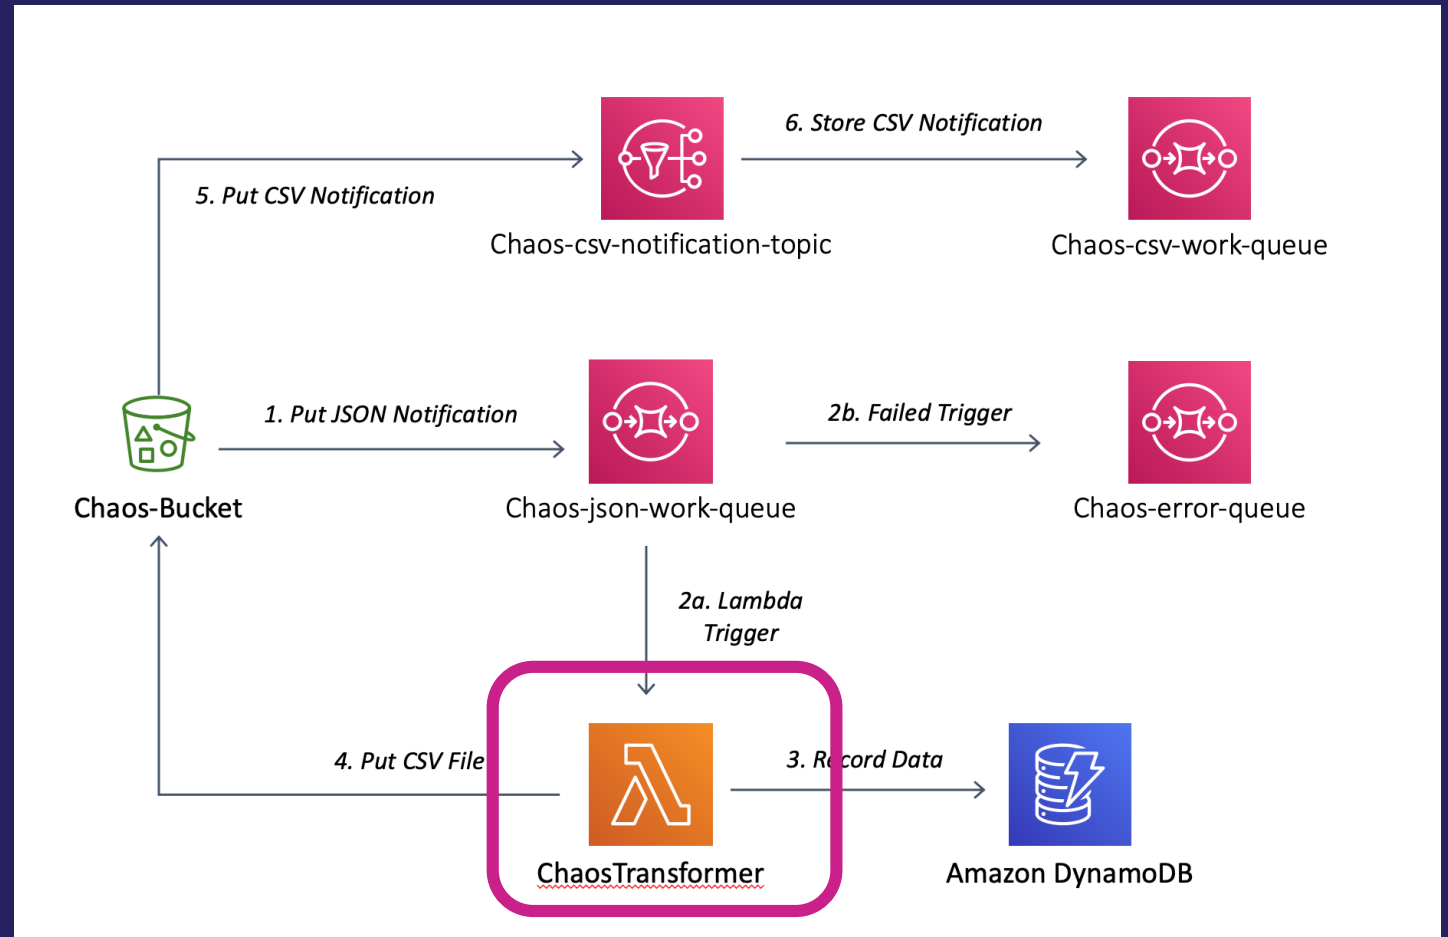 6. Store CSV Notification
5. Put CSV Notification
Chaos-csv-notification-topic
Chaos-csv-work-queue
1. Put JSON Notification
2b. Failed Trigger
Chaos-Bucket
Chaos-json-work-queue
Chaos-error-queue
2a. Lambda
Trigger
4. Put CSV File
3. Record Data
ChaosTransformer
Amazon DynamoDB